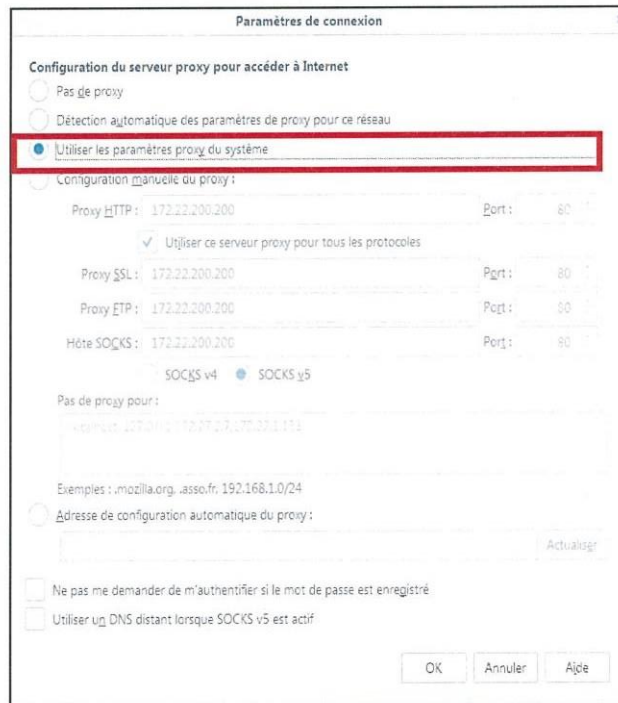 Paramètres de connexion
Configuration du serveur proxy pour accéder à Internet
Pas de proxy
Détection automatique des paramètres de proxy pour ce réseau
Utiliser les paramètres proxy du système
Configuration manuelle du proxy :
Proxy HTTP : 172.22.200.200 Port : 80
Utiliser ce serveur proxy pour tous les protocoles
Proxy SSL : 172.22.200.200 Port : 80
Proxy FTP : 172.22.200.200 Port : 80
Hôte SOCKS : 172.22.200.200 Port : 80
SOCKS v4 SOCKS v5
Pas de proxy pour :
Exemples : .mozilla.org, .asso.fr, 192.168.1.0/24
Adresse de configuration automatique du proxy :
Actualiser
Ne pas me demander de m'authentifier si le mot de passe est enregistré
Utiliser un DNS distant lorsque SOCKS v5 est actif
OK Annuler Aide